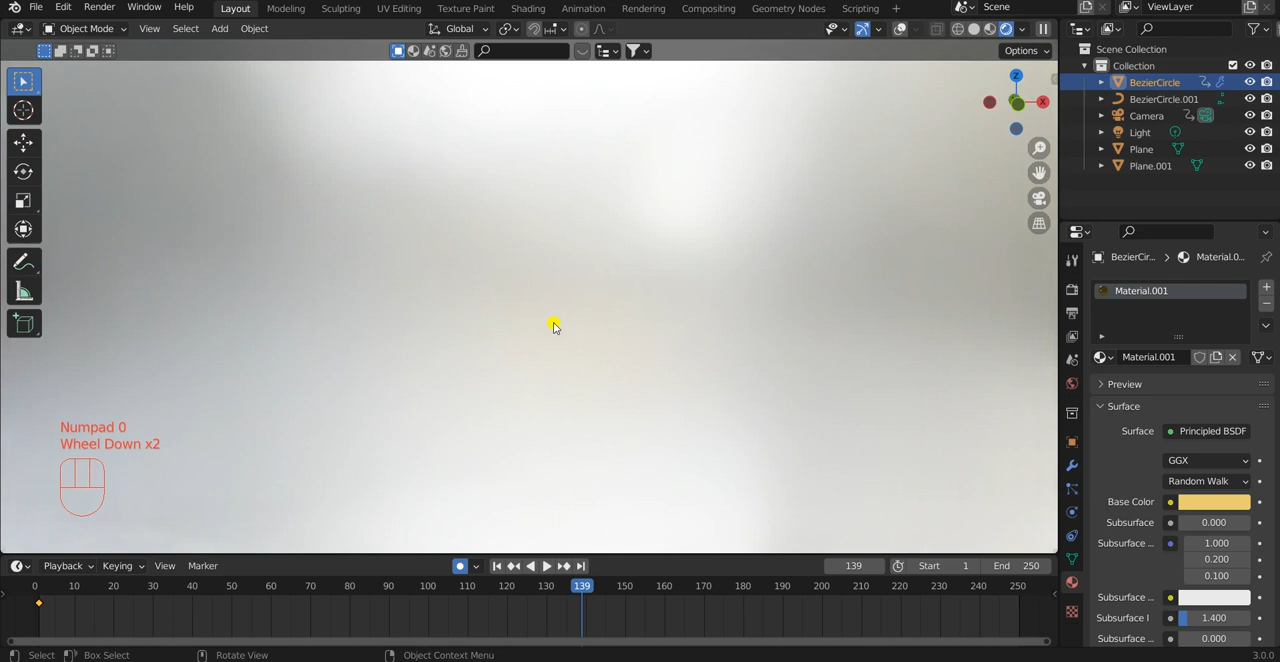 File Edit Render Window Help Layout Modeling Sculpting UV Editing Texture Paint Shading Animation Rendering Compositing Geometry Nodes Scripting + Scene ViewLayer
Object Mode View Select Add Object Global
Options
Scene Collection
Collection
BezierCircle
BezierCircle.001
Camera
Light
Plane
Plane.001
Z
X
BezierCir... > Material.0...
Material.001
Material.001
Preview
Surface
Surface Principled BSDF
GGX
Random Walk
Base Color
Subsurface 0.000
Subsurface ... 1.000
0.200
0.100
Subsurface ...
Subsurface I 1.400
Subsurface ... 0.000
Numpad 0
Wheel Down x2
Playback Keying View Marker 139 Start 1 End 250
0 10 20 30 40 50 60 70 80 90 100 110 120 130 139 150 160 170 180 190 200 210 220 230 240 250
Select Box Select Rotate View Object Context Menu 3.0.0